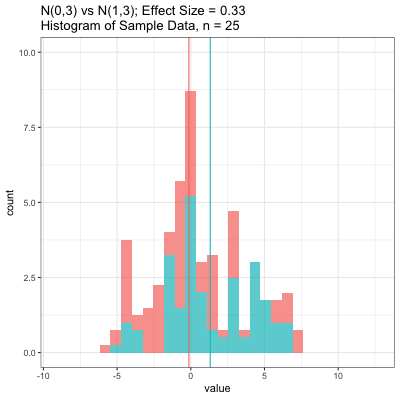 N(0,3) vs N(1,3); Effect Size = 0.33
Histogram of Sample Data, n = 25
10.0
7.5
5.0
2.5
0.0
count
-10 -5 0 5 10
value